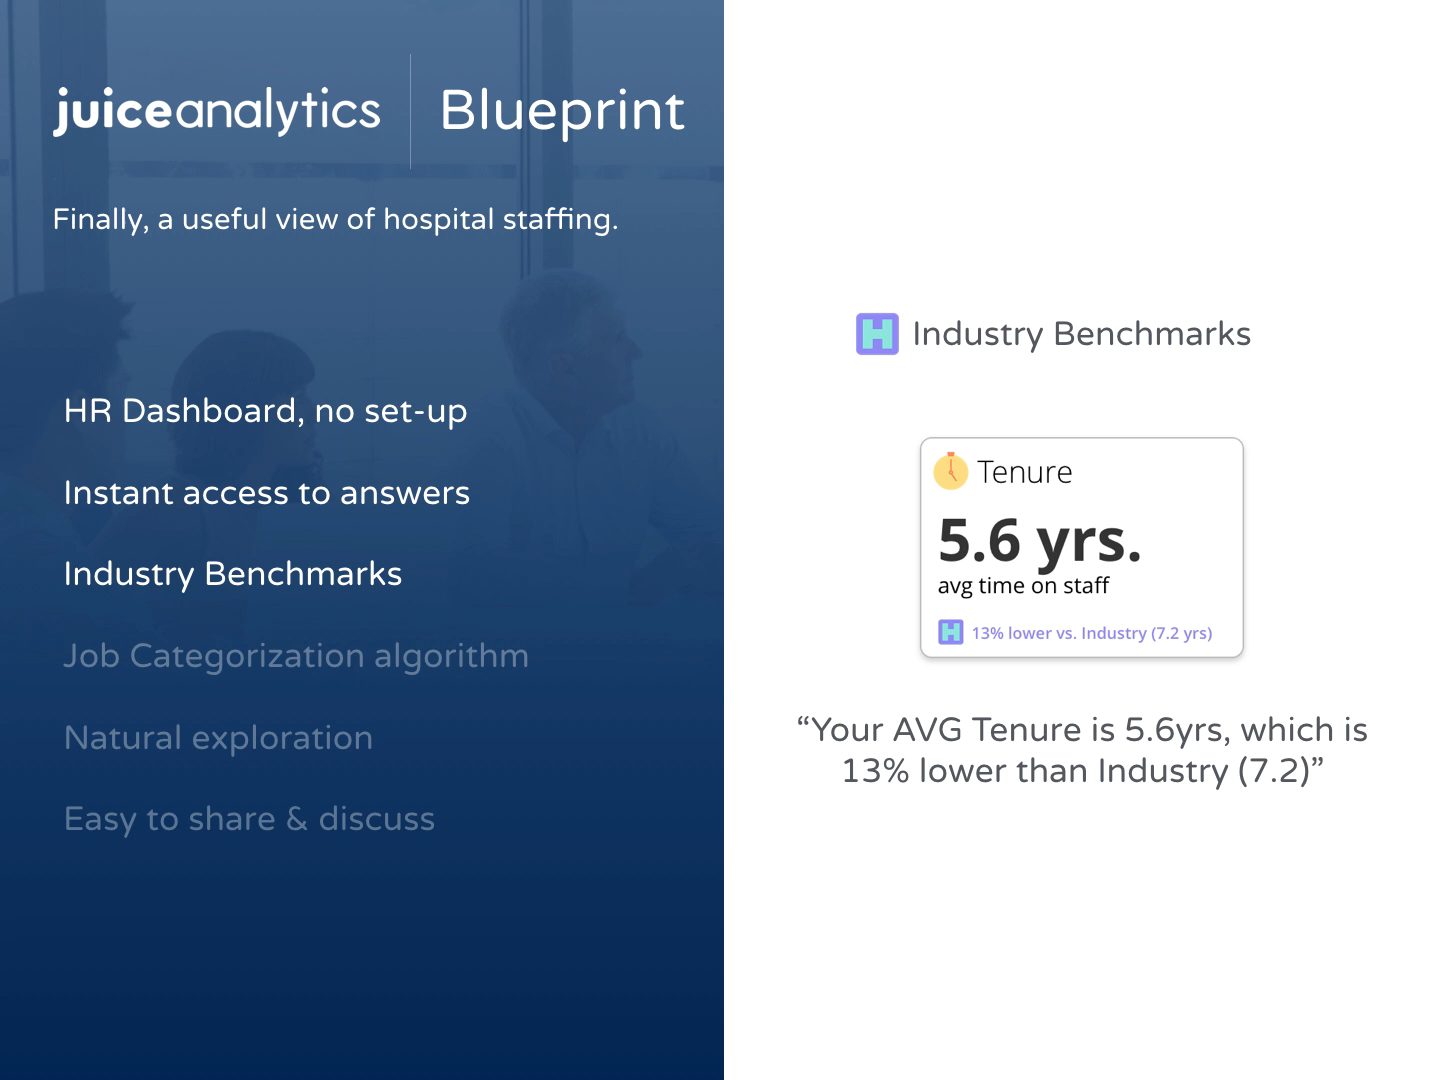 juiceanalytics
Blueprint
Finally, a useful view of hospital staffing.
HR Dashboard, no set-up
Instant access to answers
Industry Benchmarks
Job Categorization algorithm
Natural exploration
Easy to share & discuss
H Industry Benchmarks
Tenure
5.6 yrs.
avg time on staff
H 13% lower vs. Industry (7.2 yrs)
“Your AVG Tenure is 5.6yrs, which is
13% lower than Industry (7.2)”